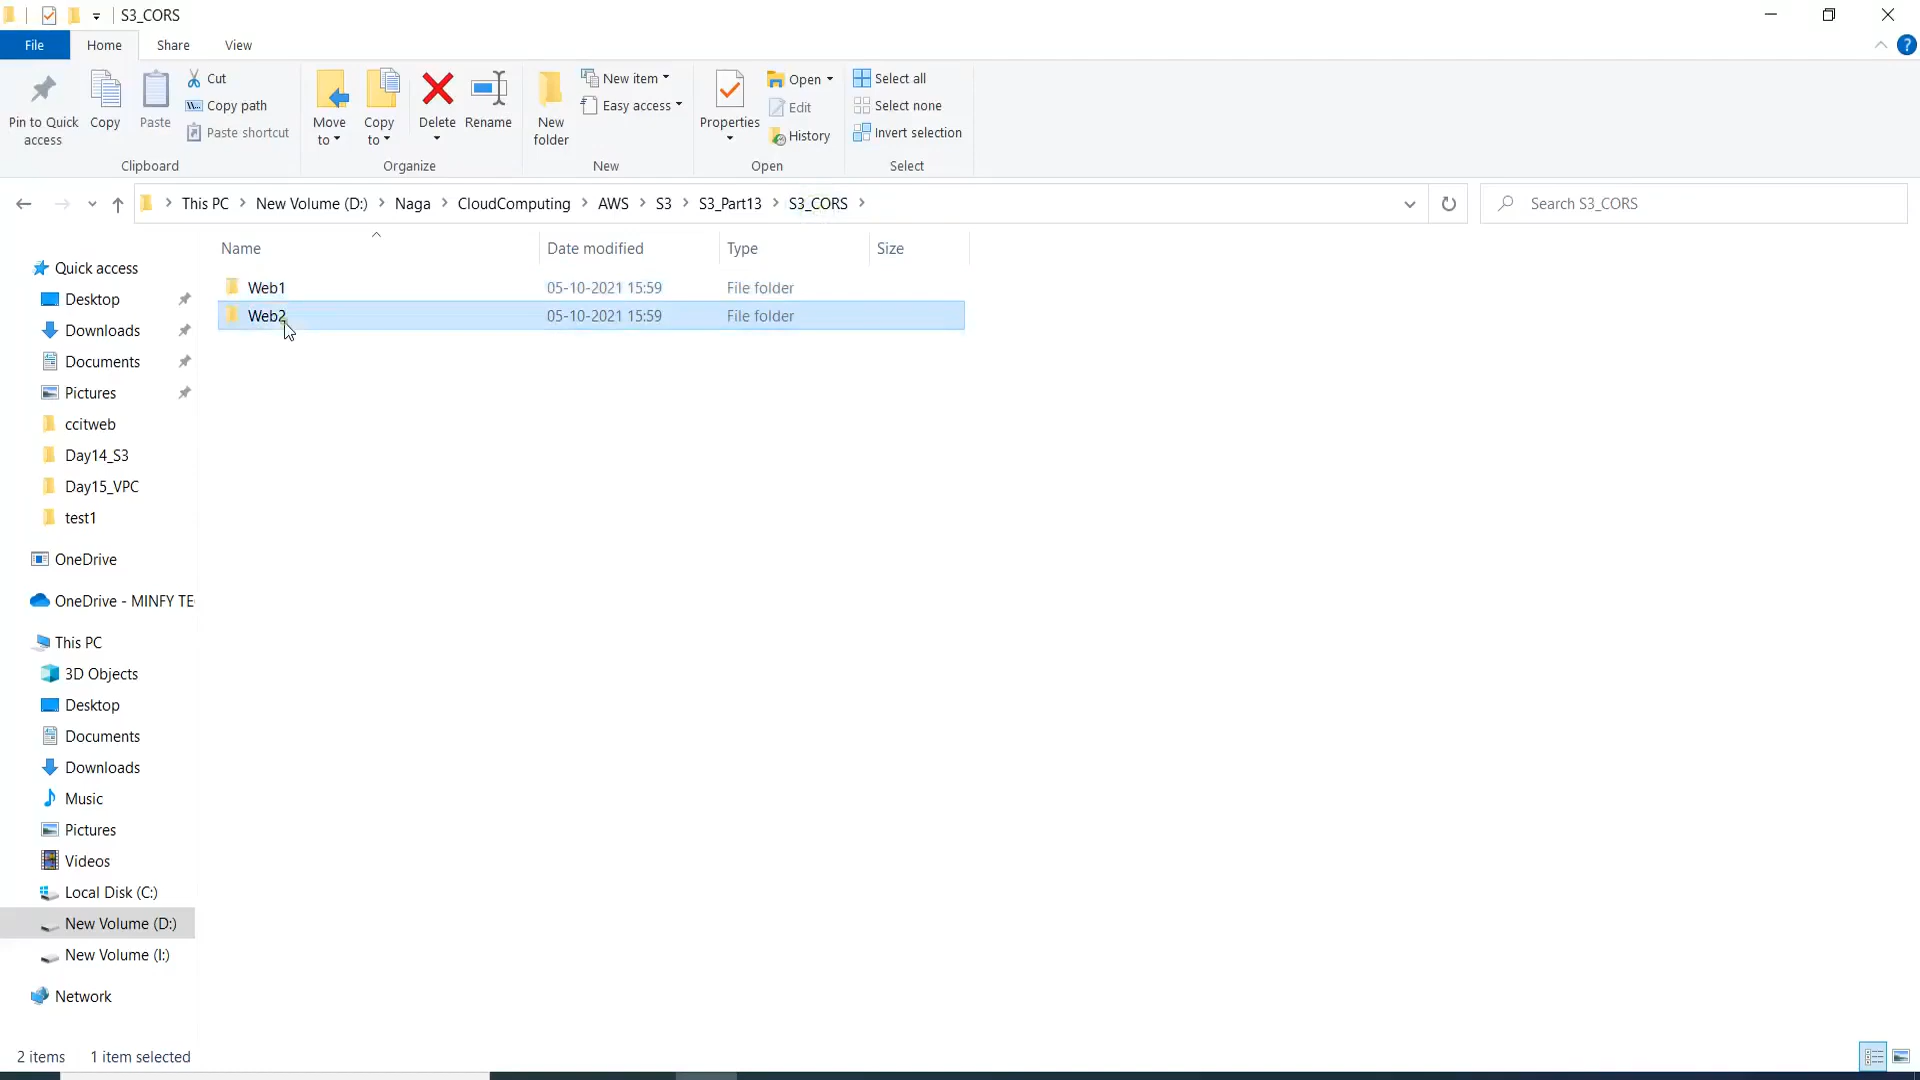 S3_CORS
File Home Share View
Pin to Quick access
Copy
Paste
Cut
Copy path
Paste shortcut
Clipboard
Move to
Copy to
Delete
Rename
Organize
New folder
New item
Easy access
New
Properties
Open
Edit
History
Open
Select all
Select none
Invert selection
Select
This PC > New Volume (D:) > Naga > CloudComputing > AWS > S3 > S3_Part13 > S3_CORS >
Search S3_CORS
Name Date modified Type Size
Web1 05-10-2021 15:59 File folder
Web2 05-10-2021 15:59 File folder
Quick access
Desktop
Downloads
Documents
Pictures
ccitweb
Day14_S3
Day15_VPC
test1
OneDrive
OneDrive - MINFY TE
This PC
3D Objects
Desktop
Documents
Downloads
Music
Pictures
Videos
Local Disk (C:)
New Volume (D:)
New Volume (I:)
Network
2 items 1 item selected